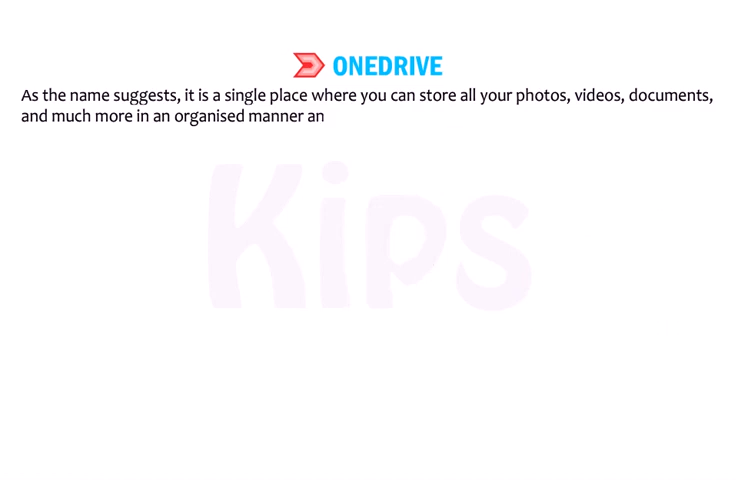 ONEDRIVE
As the name suggests, it is a single place where you can store all your photos, videos, documents,
and much more in an organised manner an
Kips